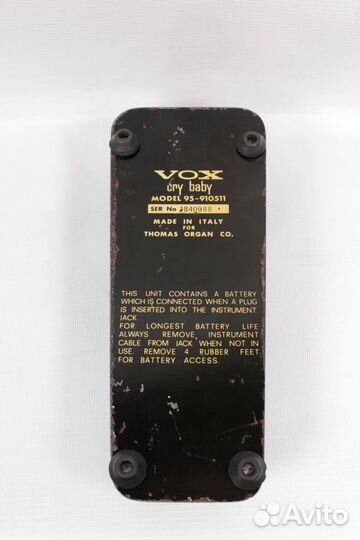 VOX
cry baby
MODEL 95-910511
SER No 840988
MADE IN ITALY
FOR
THOMAS ORGAN CO.
THIS UNIT CONTAINS A BATTERY
WHICH IS CONNECTED WHEN A PLUG
IS INSERTED INTO THE INSTRUMENT
JACK.
FOR LONGEST BATTERY LIFE
ALWAYS REMOVE INSTRUMENT
CABLE FROM JACK WHEN NOT IN
USE. REMOVE 4 RUBBER FEET
FOR BATTERY ACCESS.
Avito